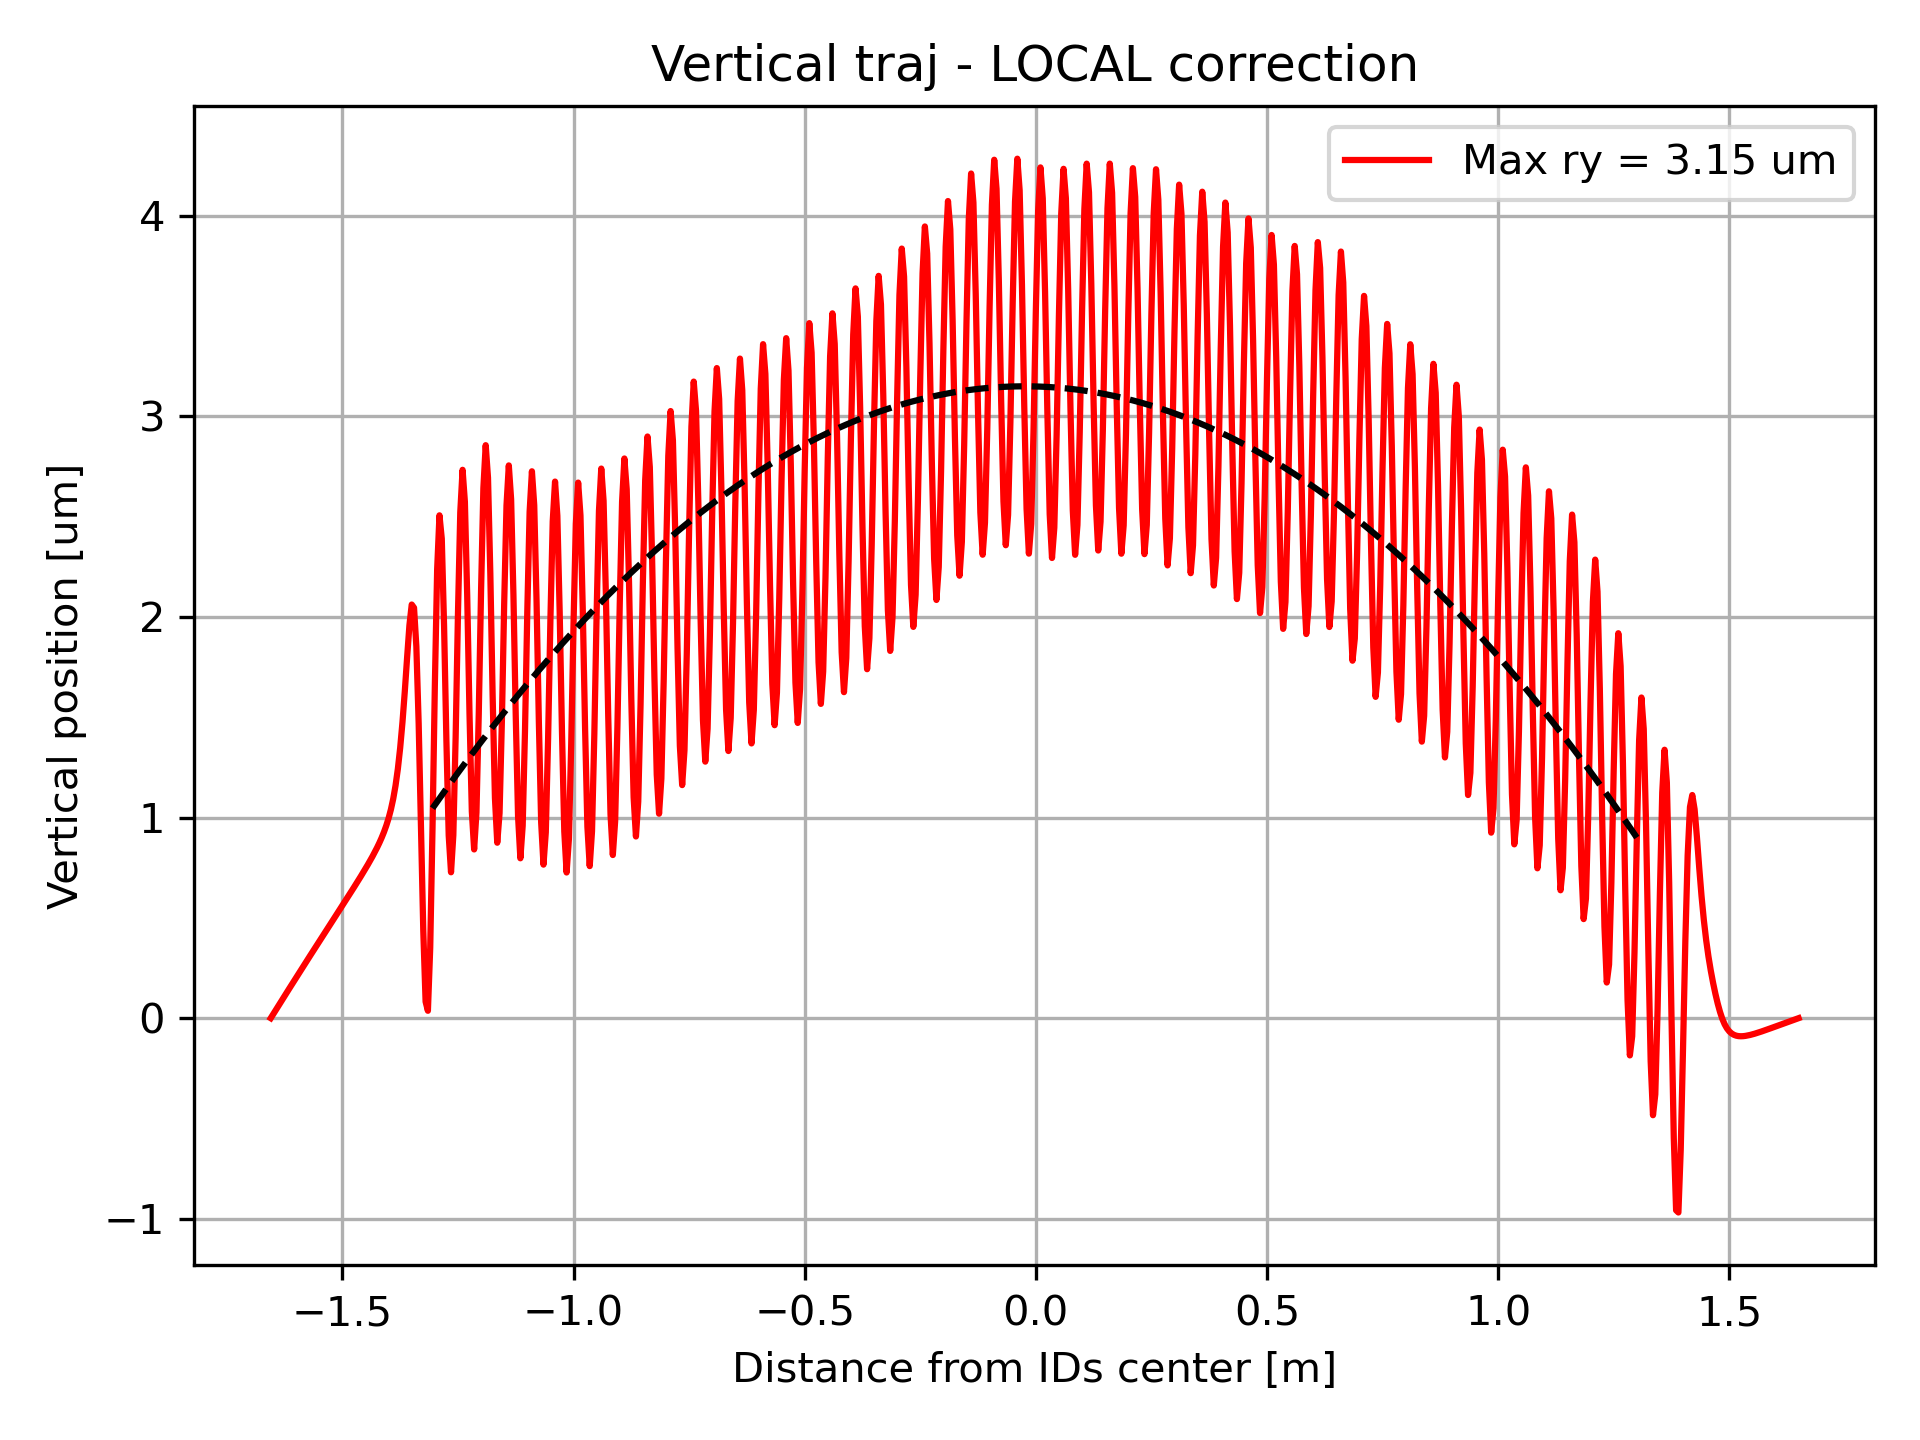 Vertical traj - LOCAL correction
Max ry = 3.15 um
Vertical position [um]
4
3
2
1
0
−1
−1.5 −1.0 −0.5 0.0 0.5 1.0 1.5
Distance from IDs center [m]